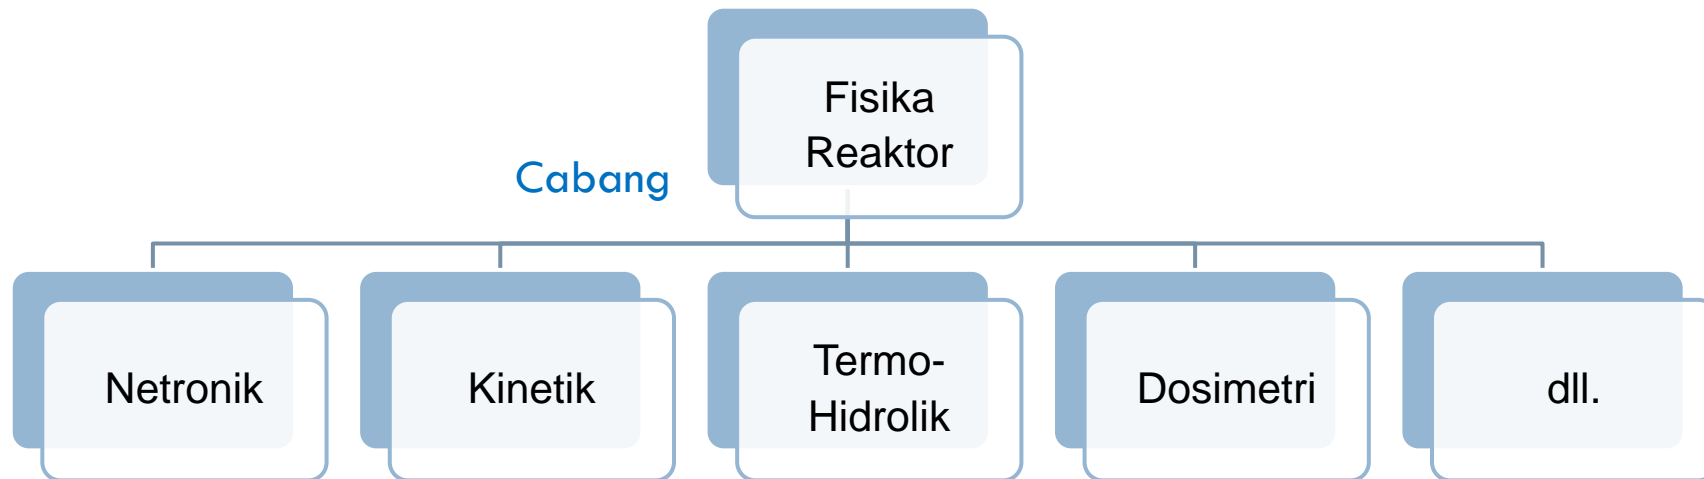 Fisika
Reaktor
Cabang
Netronik
Kinetik
Termo-
Hidrolik
Dosimetri
dll.